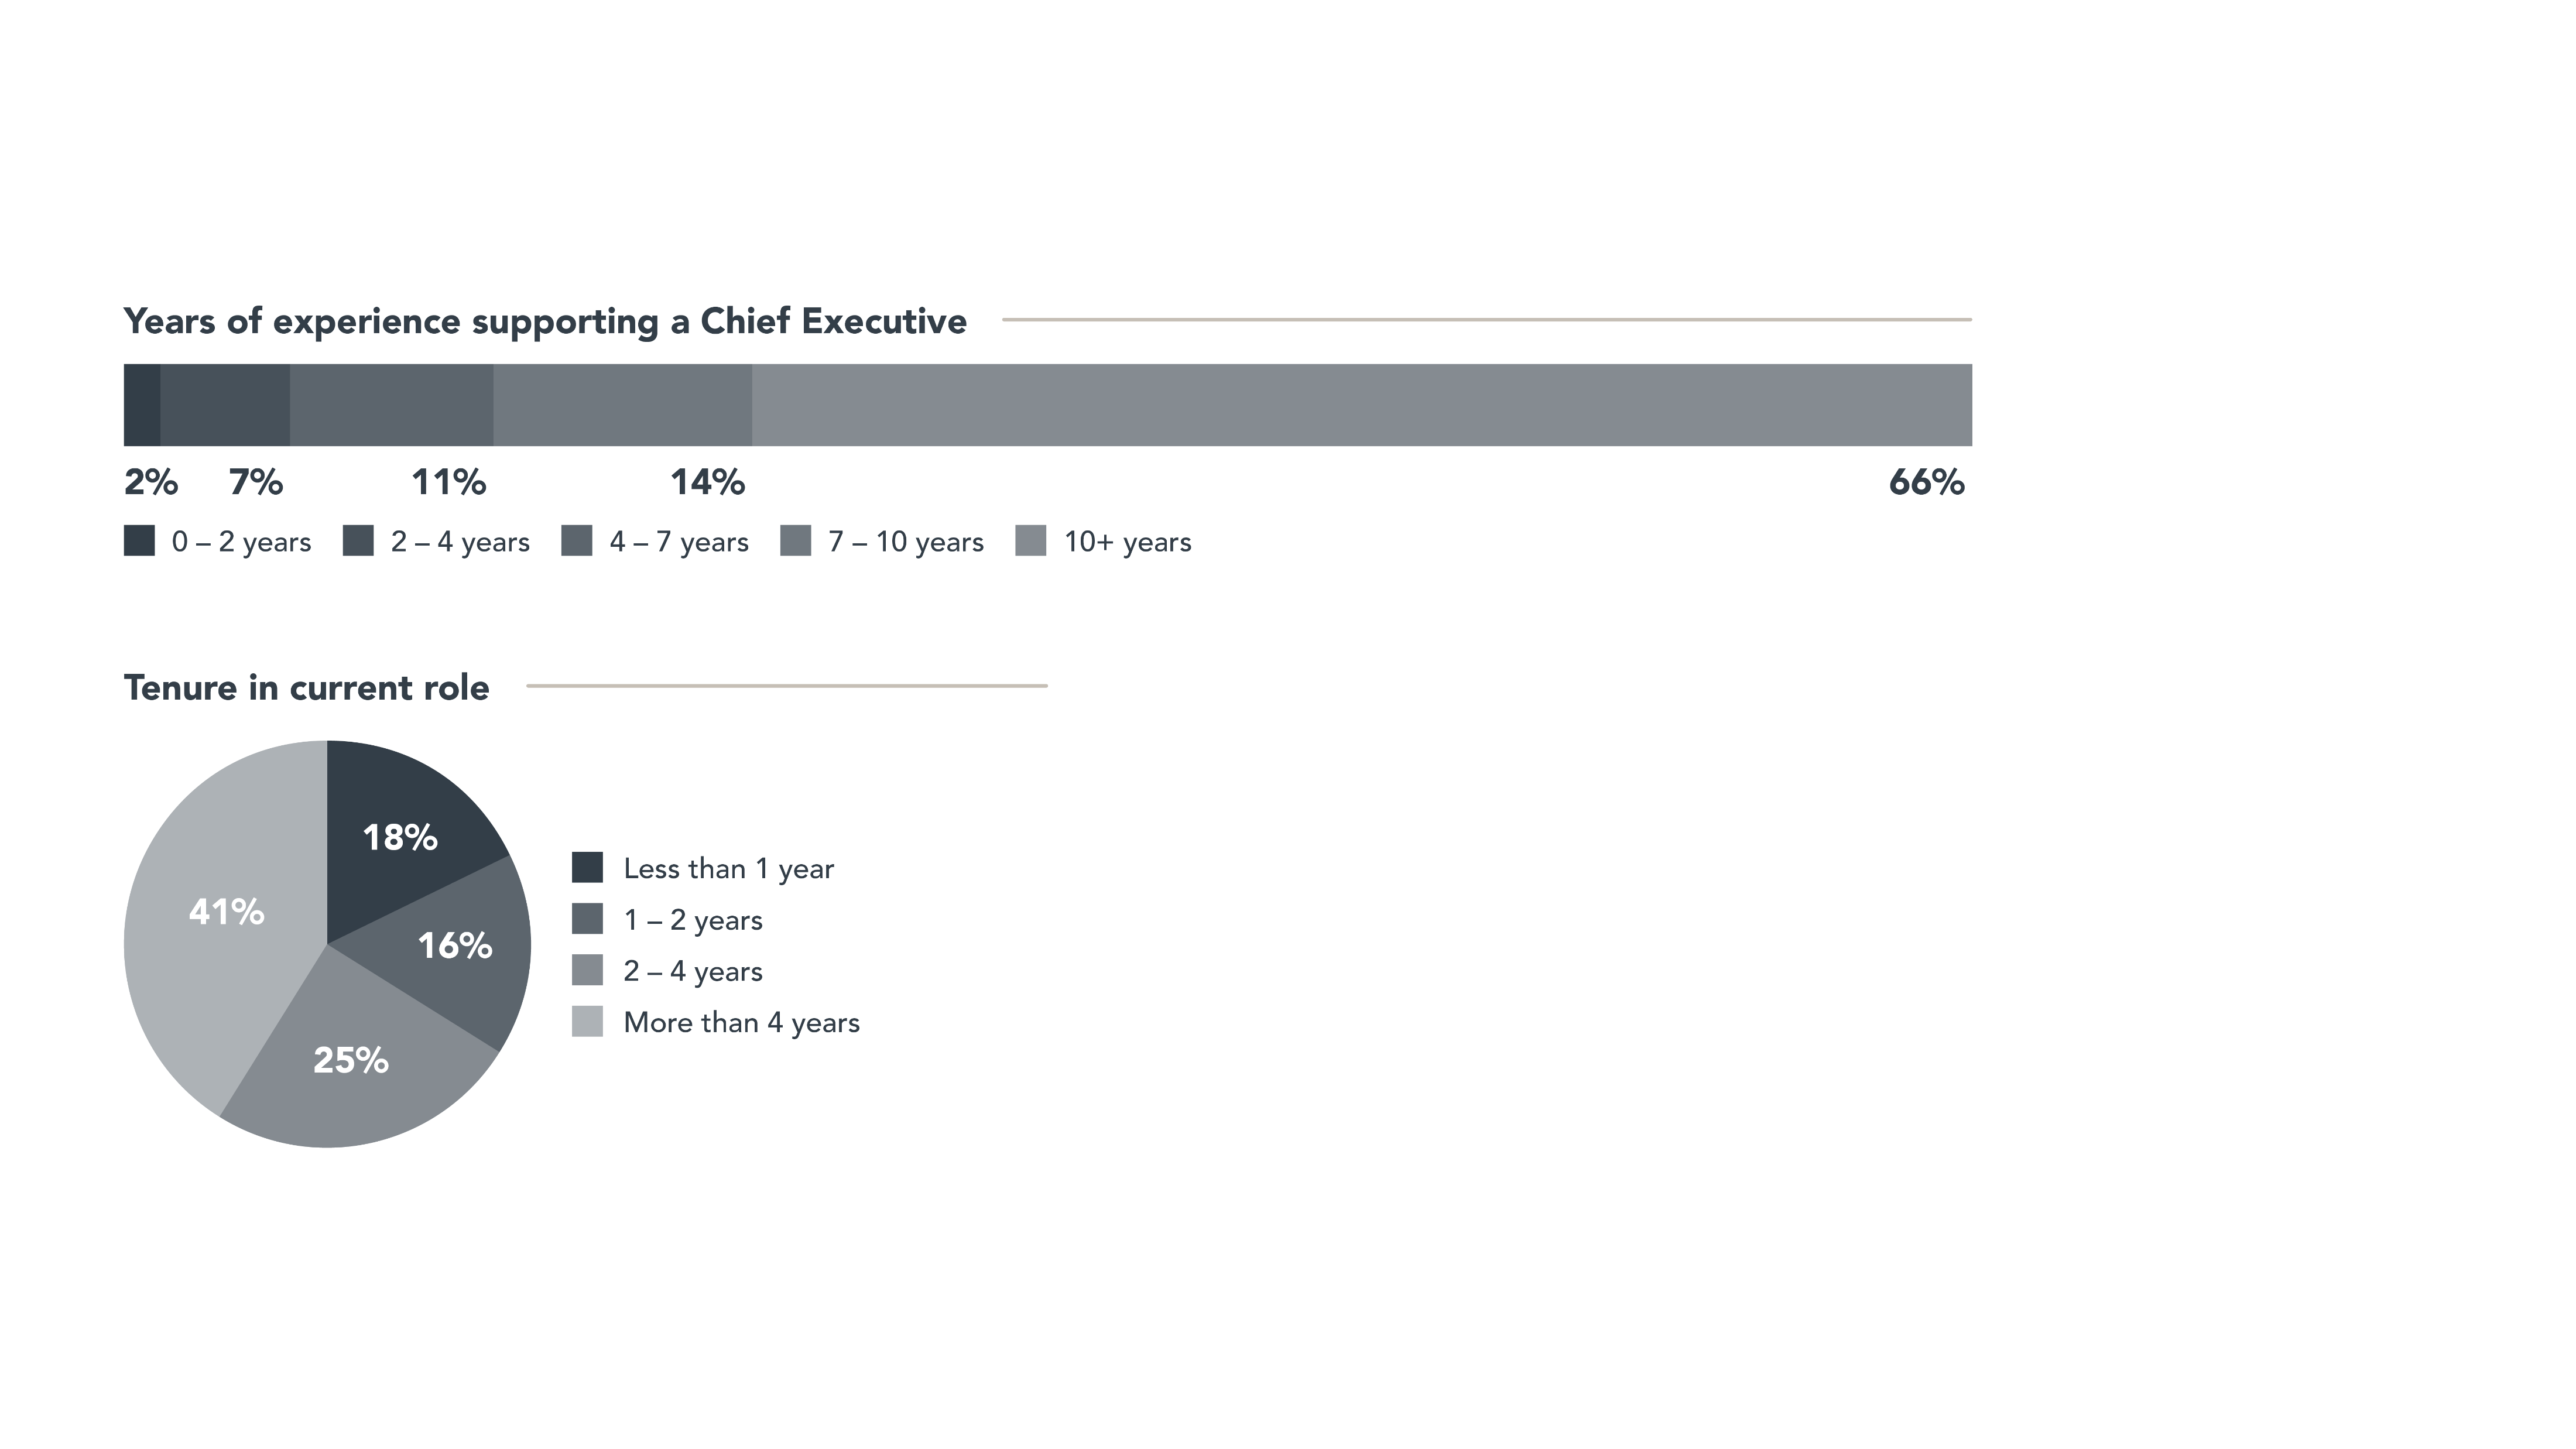 Years of experience supporting a Chief Executive
2% 7% 11% 14% 66%
0 – 2 years 2 – 4 years 4 – 7 years 7 – 10 years 10+ years
Tenure in current role
18%
41%
16%
25%
Less than 1 year
1 – 2 years
2 – 4 years
More than 4 years